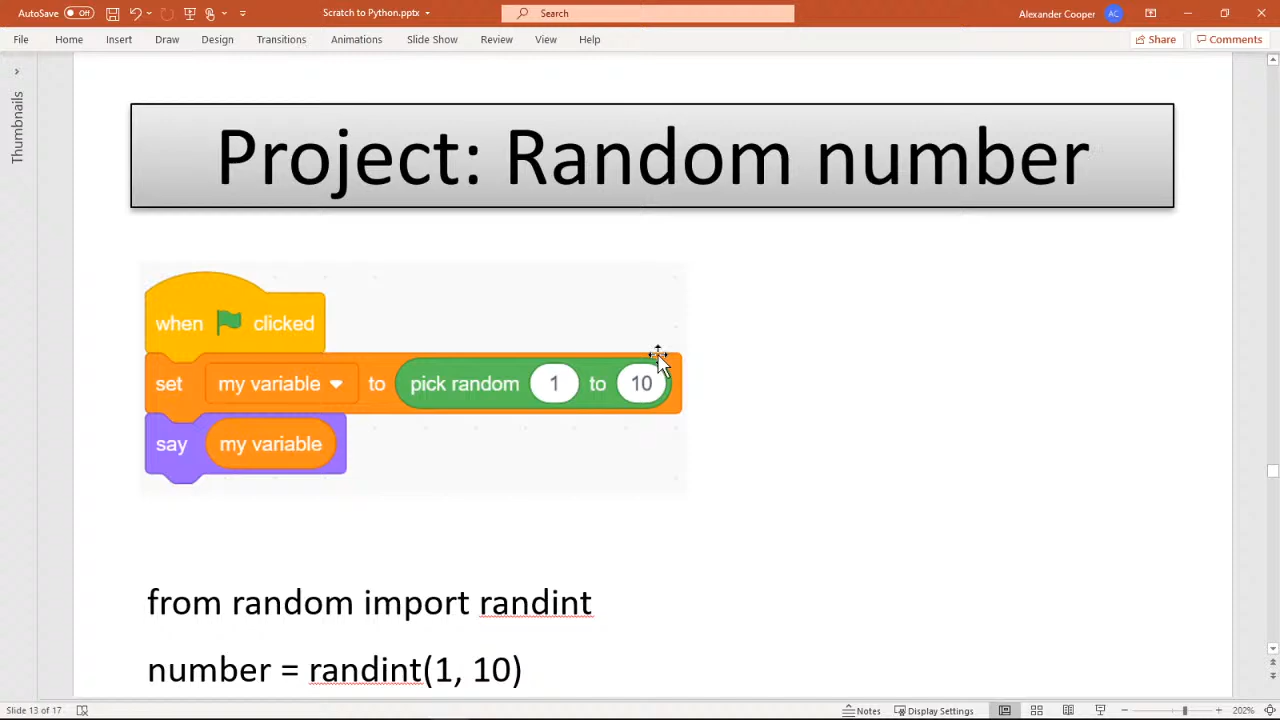 AutoSave Off Scratch to Python.pptx Search Alexander Cooper AC
File Home Insert Draw Design Transitions Animations Slide Show Review View Help Share Comments
Thumbnails
Project: Random number
when clicked
set my variable to pick random 1 to 10
say my variable
from random import randint
number = randint(1, 10)
Slide 13 of 17 Notes Display Settings 202%